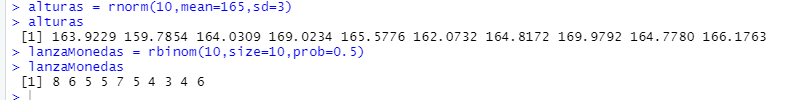 > alturas = rnorm(10,mean=165,sd=3)
> alturas
[1] 163.9229 159.7854 164.0309 169.0234 165.5776 162.0732 164.8172 169.9792 164.7780 166.1763
> lanzaMonedas = rbinom(10,size=10,prob=0.5)
> lanzaMonedas
[1] 8 6 5 5 7 5 4 3 4 6
>